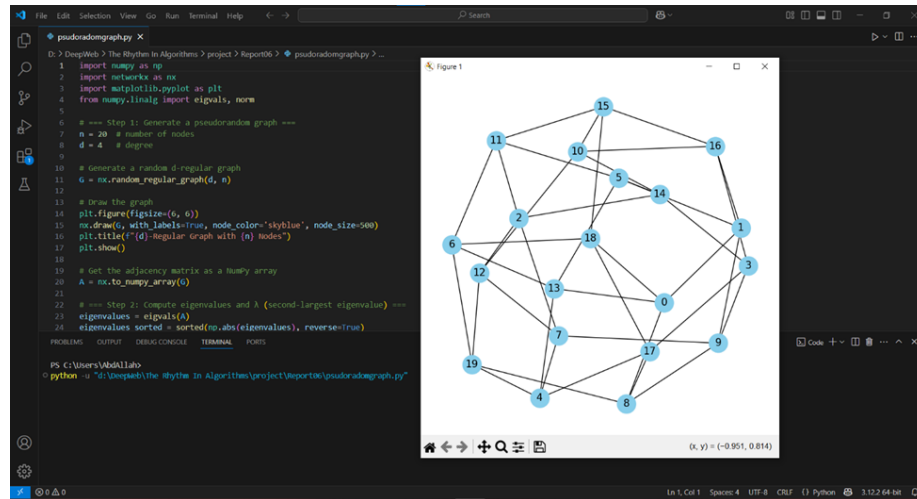 File Edit Selection View Go Run Terminal Help
Search
psudoradomgraph.py
D: > DeepWeb > The Rhythm In Algorithms > project > Report06 > psudoradomgraph.py > ...
1 import numpy as np
2 import networkx as nx
3 import matplotlib.pyplot as plt
4 from numpy.linalg import eigvals, norm
5
6 # === Step 1: Generate a pseudorandom graph ===
7 n = 20 # number of nodes
8 d = 4 # degree
9
10 # Generate a random d-regular graph
11 G = nx.random_regular_graph(d, n)
12
13 # Draw the graph
14 plt.figure(figsize=(6, 6))
15 nx.draw(G, with_labels=True, node_color='skyblue', node_size=500)
16 plt.title(f"{d}-Regular Graph with {n} Nodes")
17 plt.show()
18
19 # Get the adjacency matrix as a NumPy array
20 A = nx.to_numpy_array(G)
21
22 # === Step 2: Compute eigenvalues and λ (second-largest eigenvalue) ===
23 eigenvalues = eigvals(A)
24 eigenvalues_sorted = sorted(np.abs(eigenvalues), reverse=True)
PROBLEMS OUTPUT DEBUG CONSOLE TERMINAL PORTS
Code
PS C:\Users\AbdAllah>
python -u "d:\DeepWeb\The Rhythm In Algorithms\project\Report06\psudoradomgraph.py"
Figure 1
15
11
10
16
5
14
2
1
6
18
3
12
13
0
7
17
9
19
4
8
(x, y) = (−0.951, 0.814)
0 0
Ln 1, Col 1 Spaces: 4 UTF-8 CRLF {} Python 3.12.2 64-bit